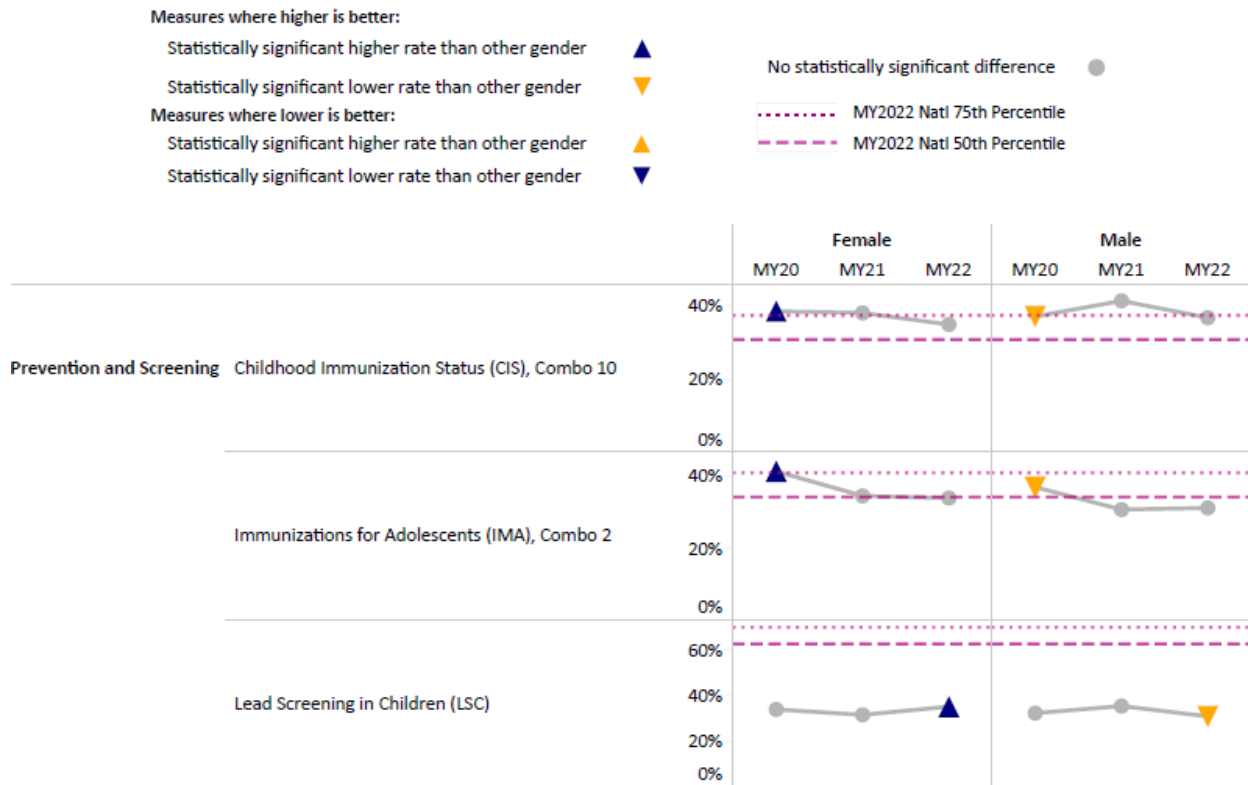 Measures where higher is better:
Statistically significant higher rate than other gender
Statistically significant lower rate than other gender
Measures where lower is better:
Statistically significant higher rate than other gender
Statistically significant lower rate than other gender
No statistically significant difference
MY2022 Natl 75th Percentile
MY2022 Natl 50th Percentile
Female Male
MY20 MY21 MY22 MY20 MY21 MY22
Prevention and Screening Childhood Immunization Status (CIS), Combo 10
40%
20%
0%
Immunizations for Adolescents (IMA), Combo 2
40%
20%
0%
Lead Screening in Children (LSC)
60%
40%
20%
0%